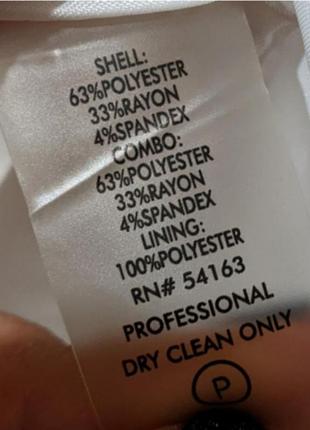 SHELL:
63%POLYESTER
33%RAYON
4%SPANDEX
COMBO:
63%POLYESTER
33%RAYON
4%SPANDEX
LINING:
100%POLYESTER
RN# 54163
PROFESSIONAL
DRY CLEAN ONLY
P